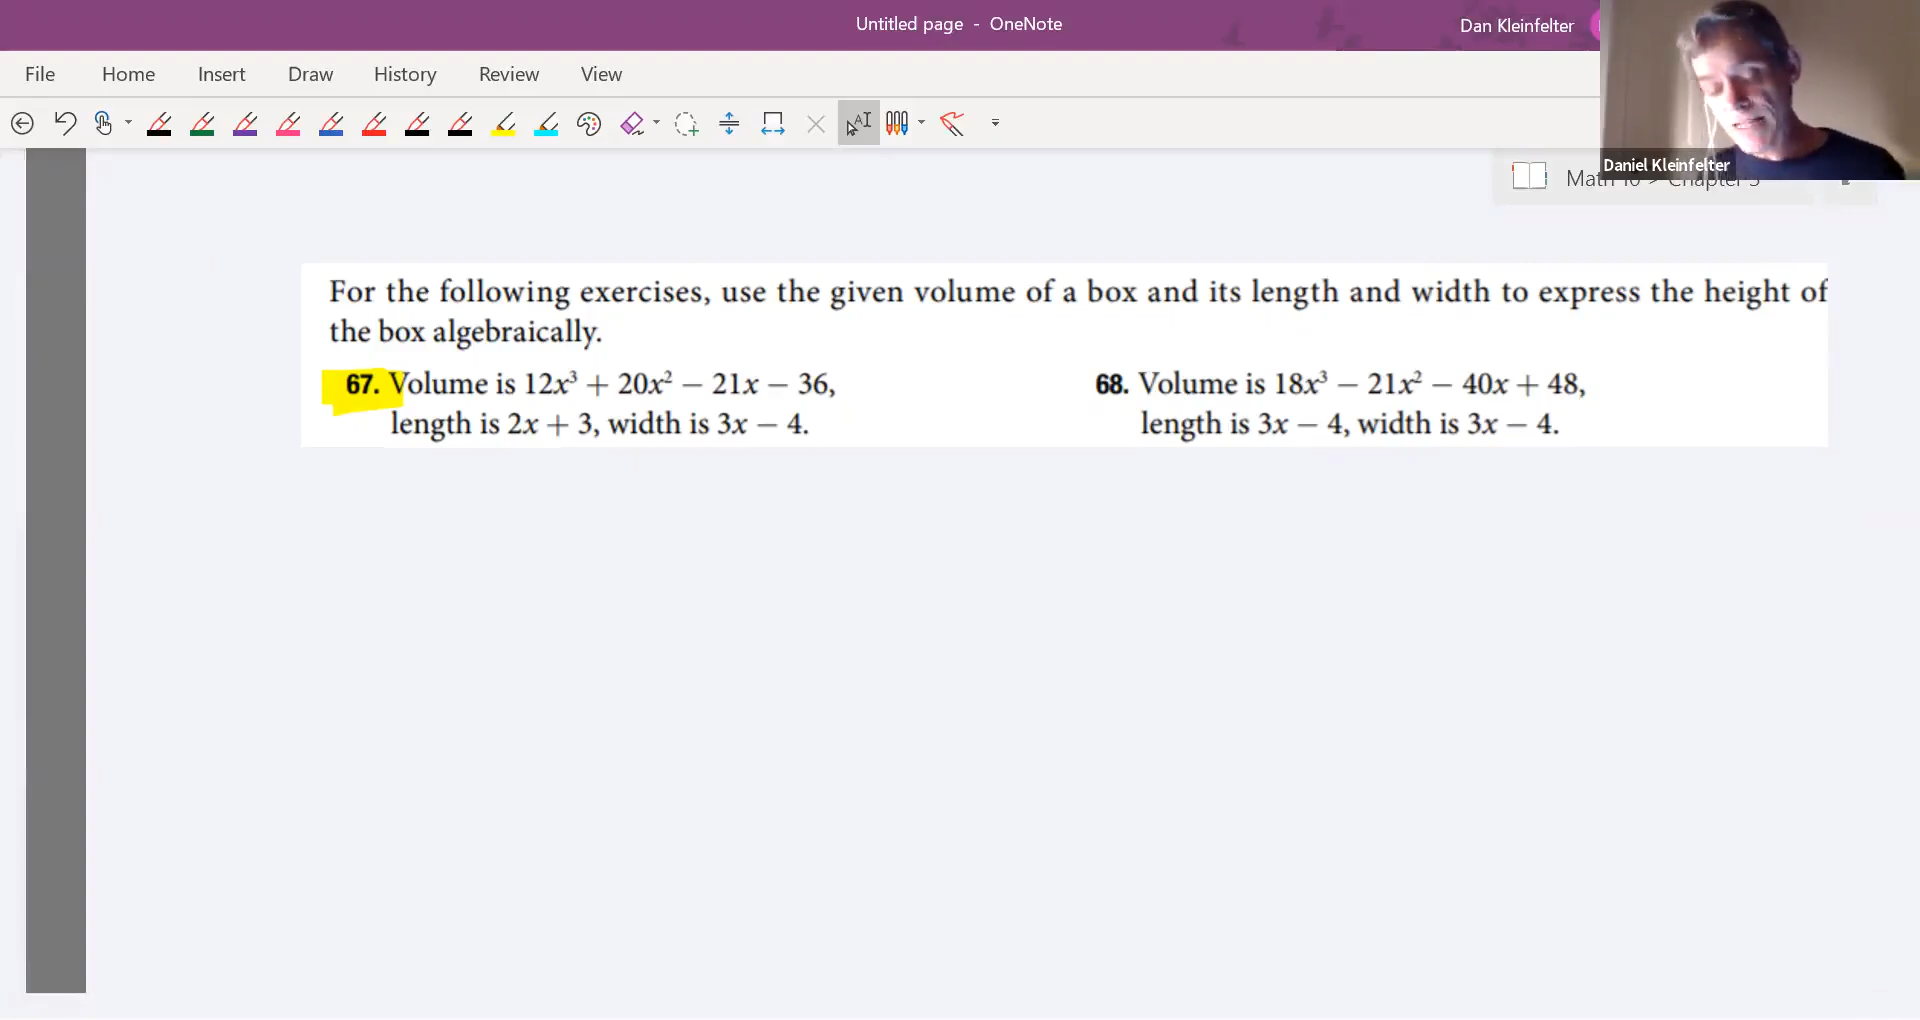 Untitled page - OneNote
Dan Kleinfelter
File Home Insert Draw History Review View
Daniel Kleinfelter
Math 10 > Chapter
For the following exercises, use the given volume of a box and its length and width to express the height of
the box algebraically.
67. Volume is 12x³ + 20x² − 21x − 36,
length is 2x + 3, width is 3x − 4.
68. Volume is 18x³ − 21x² − 40x + 48,
length is 3x − 4, width is 3x − 4.